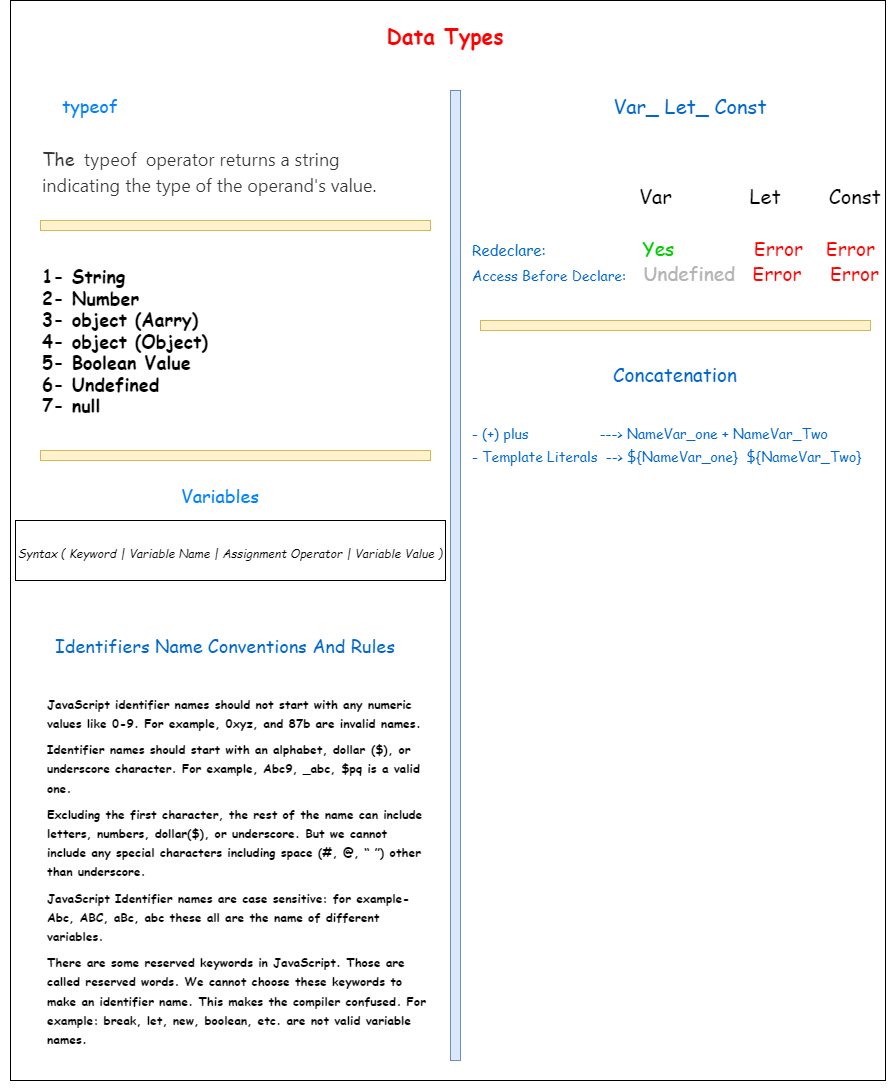 Data Types
typeof
The typeof operator returns a string
indicating the type of the operand's value.
1- String
2- Number
3- object (Aarry)
4- object (Object)
5- Boolean Value
6- Undefined
7- null
Variables
Syntax ( Keyword | Variable Name | Assignment Operator | Variable Value )
Identifiers Name Conventions And Rules
JavaScript identifier names should not start with any numeric
values like 0-9. For example, 0xyz, and 87b are invalid names.
Identifier names should start with an alphabet, dollar ($), or
underscore character. For example, Abc9, _abc, $pq is a valid
one.
Excluding the first character, the rest of the name can include
letters, numbers, dollar($), or underscore. But we cannot
include any special characters including space (#, @, “ ”) other
than underscore.
JavaScript Identifier names are case sensitive: for example-
Abc, ABC, aBc, abc these all are the name of different
variables.
There are some reserved keywords in JavaScript. Those are
called reserved words. We cannot choose these keywords to
make an identifier name. This makes the compiler confused. For
example: break, let, new, boolean, etc. are not valid variable
names.
Var_ Let_ Const
Var Let Const
Redeclare: Yes Error Error
Access Before Declare: Undefined Error Error
Concatenation
- (+) plus ---> NameVar_one + NameVar_Two
- Template Literals --> ${NameVar_one} ${NameVar_Two}